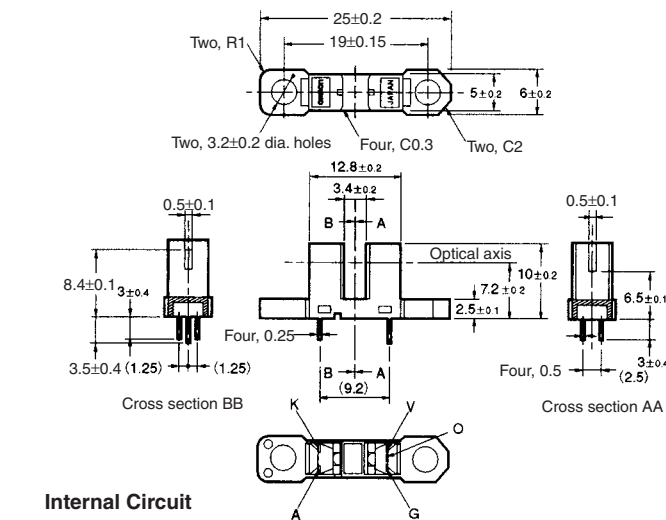 25±0.2
Two, R1
19±0.15
OMRON
JAPAN
5±0.2
6±0.2
Two, 3.2±0.2 dia. holes
Four, C0.3
Two, C2
12.8±0.2
3.4±0.2
0.5±0.1
B
A
0.5±0.1
Optical axis
8.4±0.1
3±0.4
7.2±0.2
10±0.2
2.5±0.1
6.5±0.1
Four, 0.25
3.5±0.4
(1.25)
(1.25)
B
A
(9.2)
Four, 0.5
3±0.4
(2.5)
Cross section BB
Cross section AA
K
V
O
A
G
Internal Circuit